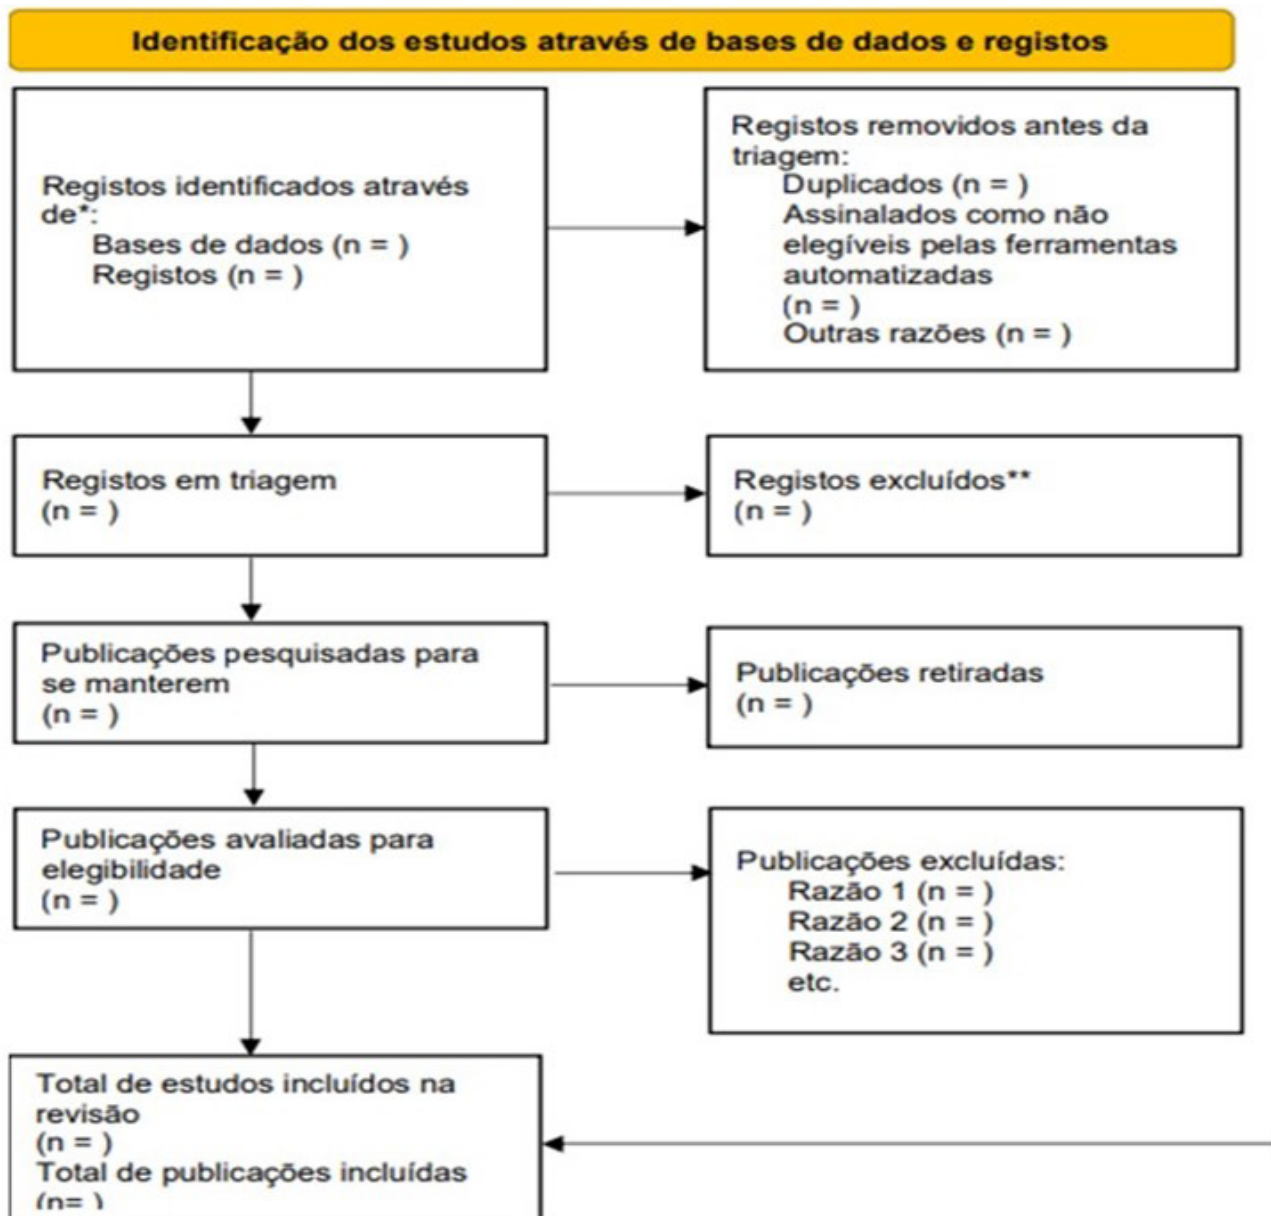 Identificação dos estudos através de bases de dados e registos
Registos identificados através
de*:
Bases de dados (n = )
Registos (n = )
Registos removidos antes da
triagem:
Duplicados (n = )
Assinalados como não
elegíveis pelas ferramentas
automatizadas
(n = )
Outras razões (n = )
Registos em triagem
(n = )
Registos excluídos**
(n = )
Publicações pesquisadas para
se manterem
(n = )
Publicações retiradas
(n = )
Publicações avaliadas para
elegibilidade
(n = )
Publicações excluídas:
Razão 1 (n = )
Razão 2 (n = )
Razão 3 (n = )
etc.
Total de estudos incluídos na
revisão
(n = )
Total de publicações incluídas
(n= )